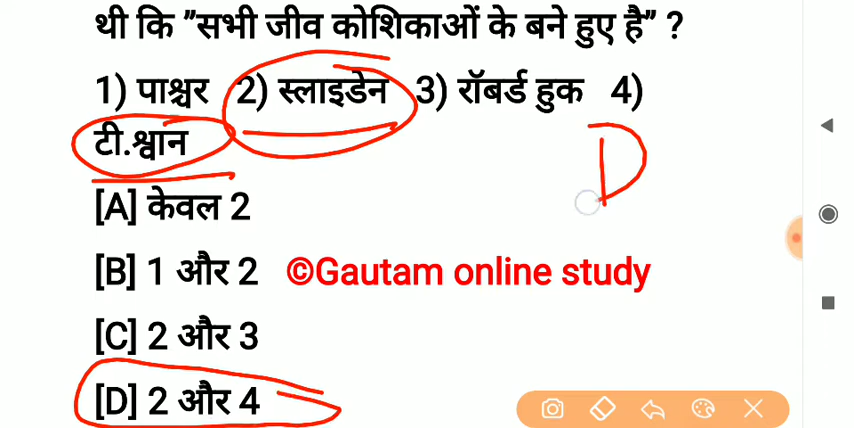 थी कि ”सभी जीव कोशिकाओं के बने हुए है” ?
1) पाश्चर 2) स्लाइडेन 3) रॉबर्ड हुक 4)
टी.श्वान
D
[A] केवल 2
[B] 1 और 2 ©Gautam online study
[C] 2 और 3
[D] 2 और 4